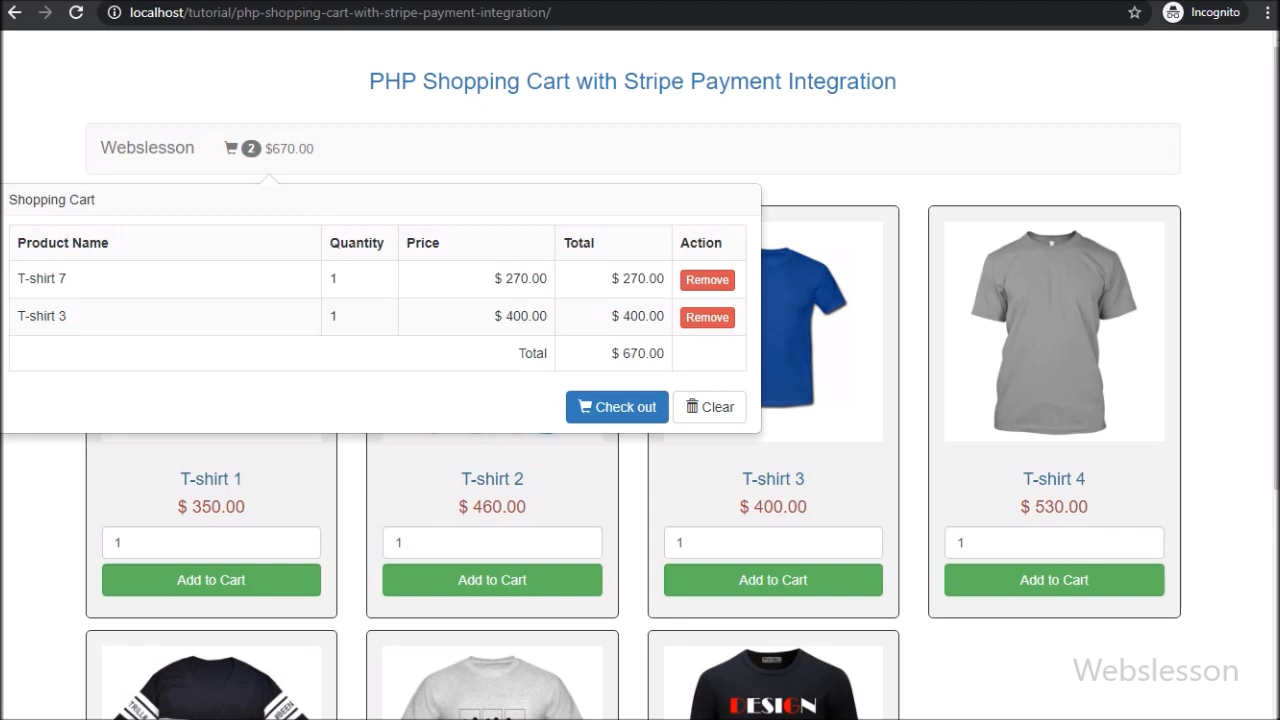 localhost/tutorial/php-shopping-cart-with-stripe-payment-integration/
Incognito
PHP Shopping Cart with Stripe Payment Integration
Webslesson 2 $670.00
Shopping Cart
Product Name Quantity Price Total Action
T-shirt 7 1 $ 270.00 $ 270.00 Remove
T-shirt 3 1 $ 400.00 $ 400.00 Remove
Total $ 670.00
Check out Clear
T-shirt 1 T-shirt 2 T-shirt 3 T-shirt 4
$ 350.00 $ 460.00 $ 400.00 $ 530.00
1 1 1 1
Add to Cart Add to Cart Add to Cart Add to Cart
DESIGN
Webslesson